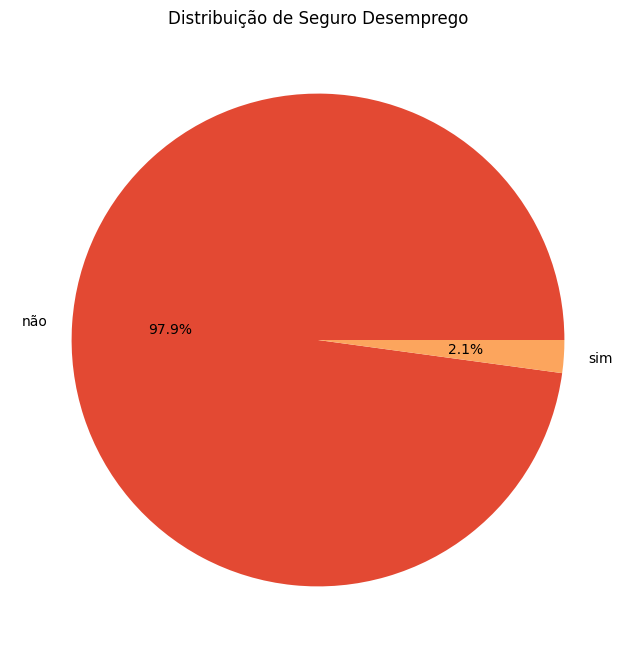 Distribuição de Seguro Desemprego
não
97.9%
2.1%
sim